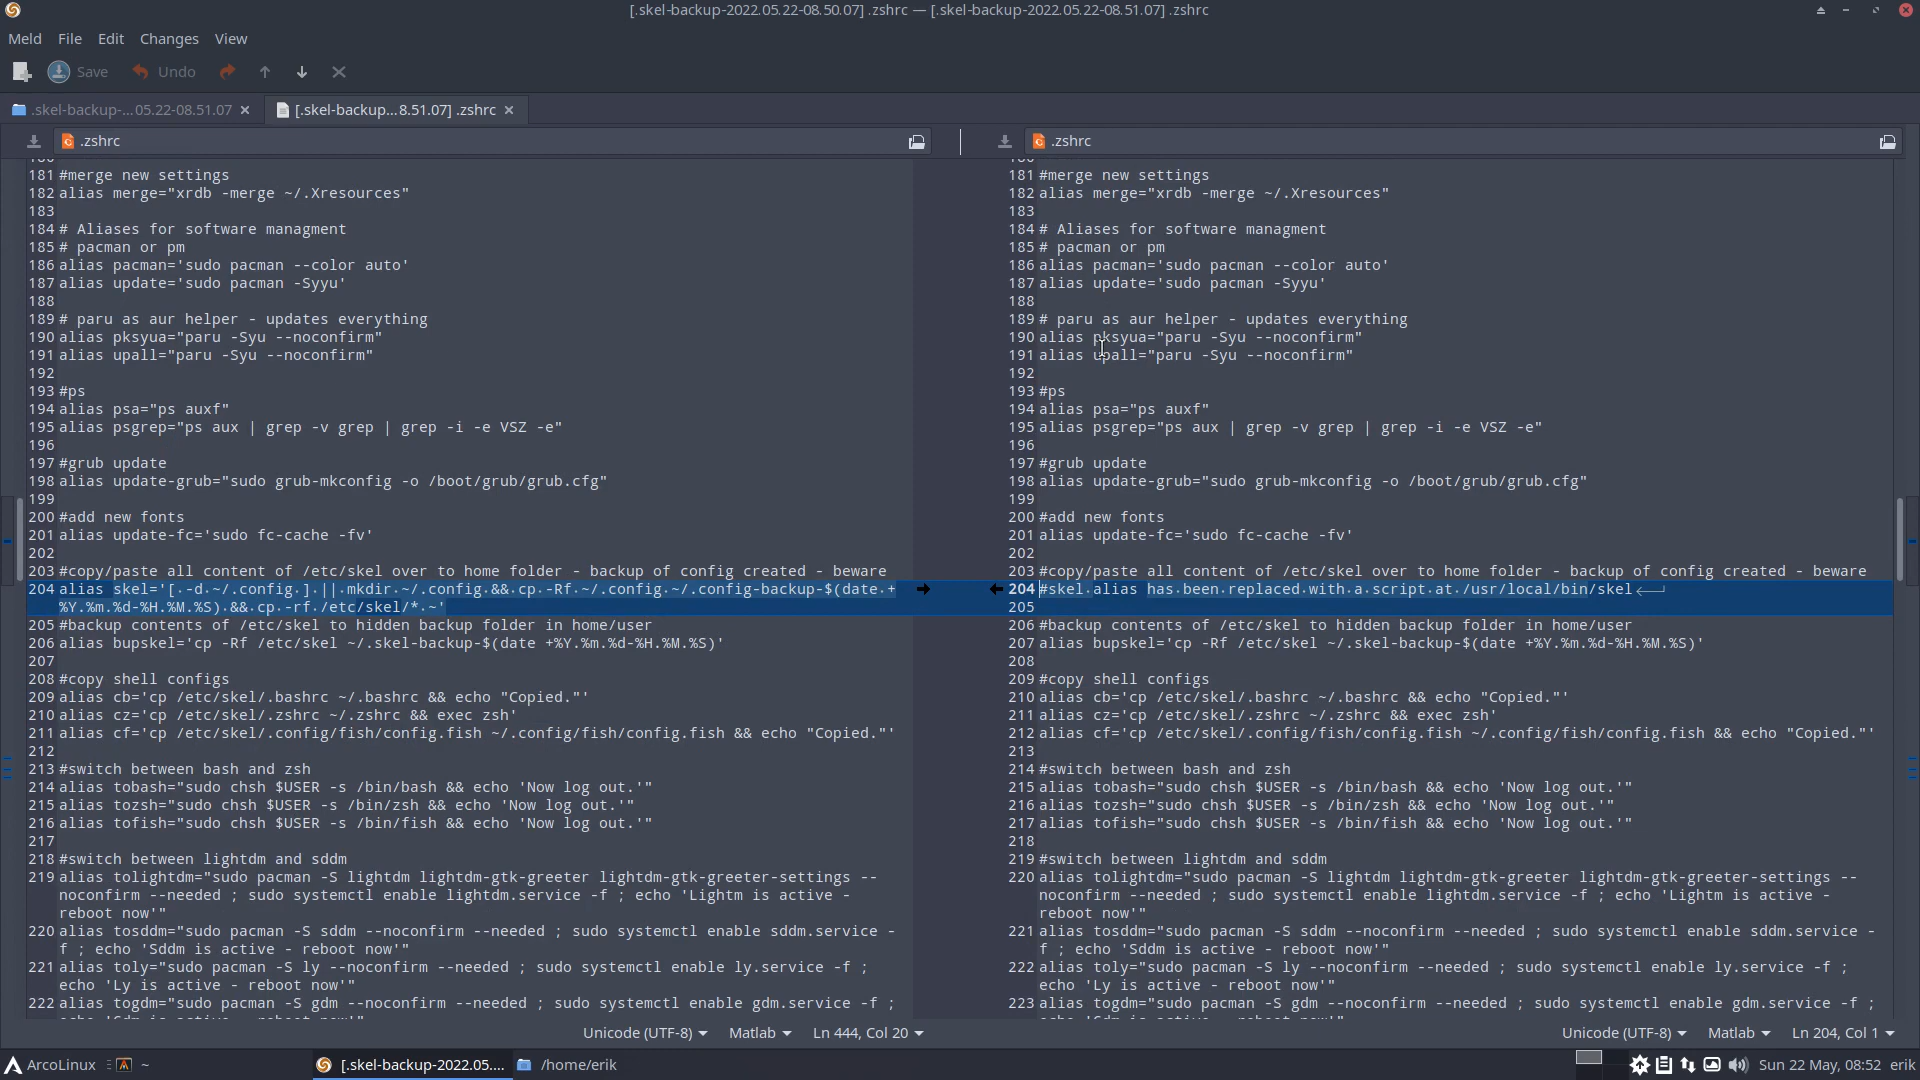 [.skel-backup-2022.05.22-08.50.07] .zshrc — [.skel-backup-2022.05.22-08.51.07] .zshrc
Meld File Edit Changes View
Save Undo
.skel-backup-...05.22-08.51.07 [.skel-backup...8.51.07] .zshrc
.zshrc
181 #merge new settings
182 alias merge="xrdb -merge ~/.Xresources"
183
184 # Aliases for software managment
185 # pacman or pm
186 alias pacman='sudo pacman --color auto'
187 alias update='sudo pacman -Syyu'
188
189 # paru as aur helper - updates everything
190 alias pksyua="paru -Syu --noconfirm"
191 alias upall="paru -Syu --noconfirm"
192
193 #ps
194 alias psa="ps auxf"
195 alias psgrep="ps aux | grep -v grep | grep -i -e VSZ -e"
196
197 #grub update
198 alias update-grub="sudo grub-mkconfig -o /boot/grub/grub.cfg"
199
200 #add new fonts
201 alias update-fc='sudo fc-cache -fv'
202
203 #copy/paste all content of /etc/skel over to home folder - backup of config created - beware
204 alias skel='[ -d ~/.config ] || mkdir ~/.config && cp -Rf ~/.config ~/.config-backup-$(date +
%Y.%m.%d-%H.%M.%S) && cp -rf /etc/skel/* ~'
205 #backup contents of /etc/skel to hidden backup folder in home/user
206 alias bupskel='cp -Rf /etc/skel ~/.skel-backup-$(date +%Y.%m.%d-%H.%M.%S)'
207
208 #copy shell configs
209 alias cb='cp /etc/skel/.bashrc ~/.bashrc && echo "Copied."'
210 alias cz='cp /etc/skel/.zshrc ~/.zshrc && exec zsh'
211 alias cf='cp /etc/skel/.config/fish/config.fish ~/.config/fish/config.fish && echo "Copied."'
212
213 #switch between bash and zsh
214 alias tobash="sudo chsh $USER -s /bin/bash && echo 'Now log out.'"
215 alias tozsh="sudo chsh $USER -s /bin/zsh && echo 'Now log out.'"
216 alias tofish="sudo chsh $USER -s /bin/fish && echo 'Now log out.'"
217
218 #switch between lightdm and sddm
219 alias tolightdm="sudo pacman -S lightdm lightdm-gtk-greeter lightdm-gtk-greeter-settings --
noconfirm --needed ; sudo systemctl enable lightdm.service -f ; echo 'Lightm is active -
reboot now'"
220 alias tosddm="sudo pacman -S sddm --noconfirm --needed ; sudo systemctl enable sddm.service -
f ; echo 'Sddm is active - reboot now'"
221 alias toly="sudo pacman -S ly --noconfirm --needed ; sudo systemctl enable ly.service -f ;
echo 'Ly is active - reboot now'"
222 alias togdm="sudo pacman -S gdm --noconfirm --needed ; sudo systemctl enable gdm.service -f ;
Unicode (UTF-8) Matlab Ln 444, Col 20
.zshrc
181 #merge new settings
182 alias merge="xrdb -merge ~/.Xresources"
183
184 # Aliases for software managment
185 # pacman or pm
186 alias pacman='sudo pacman --color auto'
187 alias update='sudo pacman -Syyu'
188
189 # paru as aur helper - updates everything
190 alias pksyua="paru -Syu --noconfirm"
191 alias upall="paru -Syu --noconfirm"
192
193 #ps
194 alias psa="ps auxf"
195 alias psgrep="ps aux | grep -v grep | grep -i -e VSZ -e"
196
197 #grub update
198 alias update-grub="sudo grub-mkconfig -o /boot/grub/grub.cfg"
199
200 #add new fonts
201 alias update-fc='sudo fc-cache -fv'
202
203 #copy/paste all content of /etc/skel over to home folder - backup of config created - beware
204 #skel alias has been replaced with a script at /usr/local/bin/skel
205
206 #backup contents of /etc/skel to hidden backup folder in home/user
207 alias bupskel='cp -Rf /etc/skel ~/.skel-backup-$(date +%Y.%m.%d-%H.%M.%S)'
208
209 #copy shell configs
210 alias cb='cp /etc/skel/.bashrc ~/.bashrc && echo "Copied."'
211 alias cz='cp /etc/skel/.zshrc ~/.zshrc && exec zsh'
212 alias cf='cp /etc/skel/.config/fish/config.fish ~/.config/fish/config.fish && echo "Copied."'
213
214 #switch between bash and zsh
215 alias tobash="sudo chsh $USER -s /bin/bash && echo 'Now log out.'"
216 alias tozsh="sudo chsh $USER -s /bin/zsh && echo 'Now log out.'"
217 alias tofish="sudo chsh $USER -s /bin/fish && echo 'Now log out.'"
218
219 #switch between lightdm and sddm
220 alias tolightdm="sudo pacman -S lightdm lightdm-gtk-greeter lightdm-gtk-greeter-settings --
noconfirm --needed ; sudo systemctl enable lightdm.service -f ; echo 'Lightm is active -
reboot now'"
221 alias tosddm="sudo pacman -S sddm --noconfirm --needed ; sudo systemctl enable sddm.service -
f ; echo 'Sddm is active - reboot now'"
222 alias toly="sudo pacman -S ly --noconfirm --needed ; sudo systemctl enable ly.service -f ;
echo 'Ly is active - reboot now'"
223 alias togdm="sudo pacman -S gdm --noconfirm --needed ; sudo systemctl enable gdm.service -f ;
Unicode (UTF-8) Matlab Ln 204, Col 1
ArcoLinux ~ [.skel-backup-2022.05.... /home/erik Sun 22 May, 08:52 erik